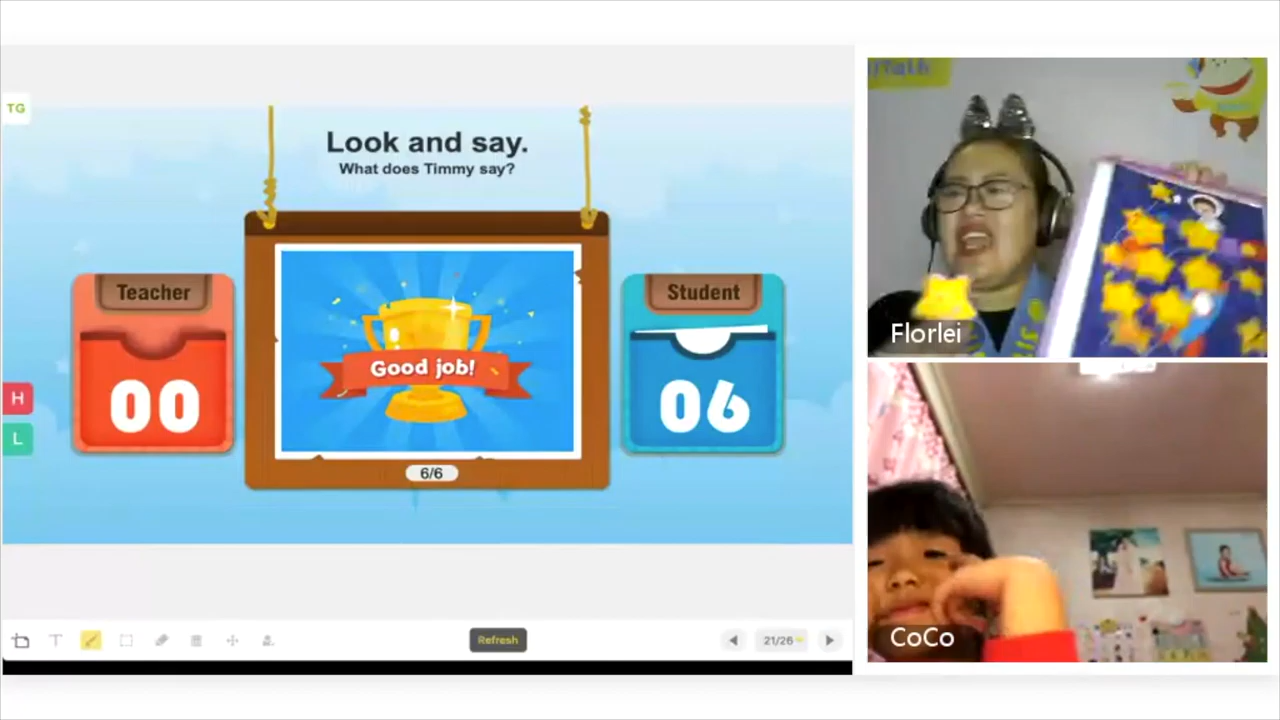 TG
Look and say.
What does Timmy say?
Teacher
00
Good job!
6/6
Student
06
H
L
Refresh
21/26
Florlei
CoCo